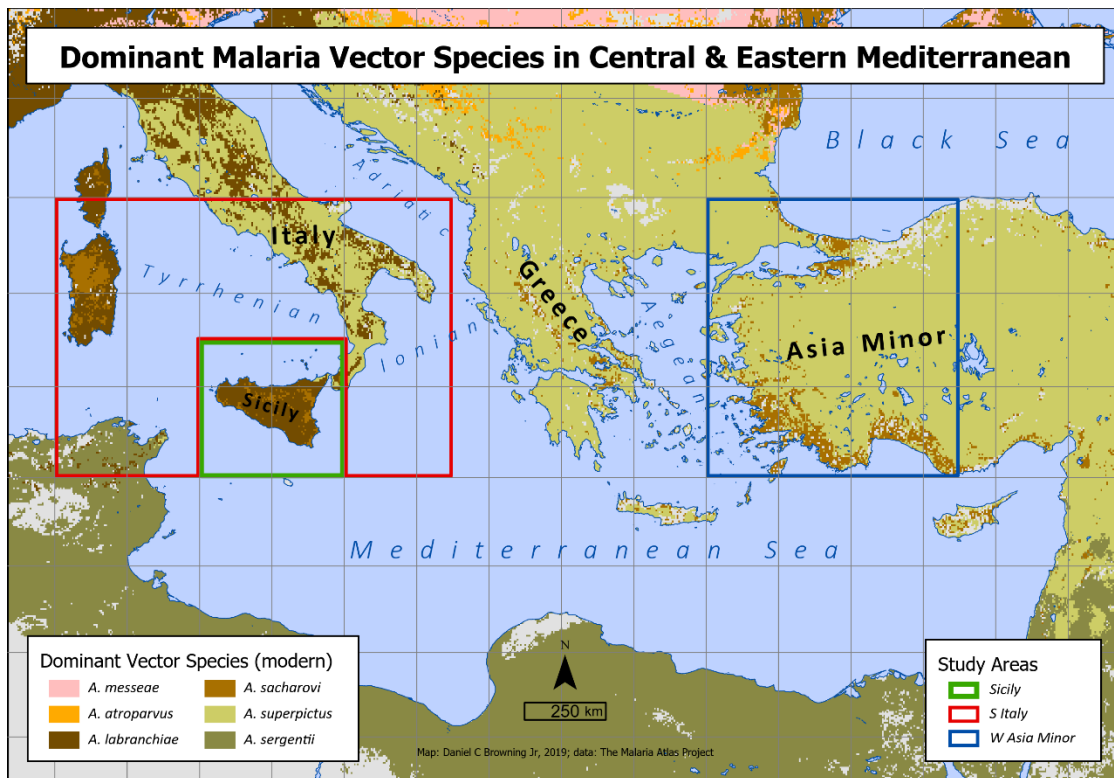 Dominant Malaria Vector Species in Central & Eastern Mediterranean
Black Sea
Adriatic
Italy
Tyrrhenian
Greece
Ionian
Aegean
Asia Minor
Sicily
Mediterranean Sea
Dominant Vector Species (modern)
A. messeae
A. atroparvus
A. labranchiae
A. sacharovi
A. superpictus
A. sergentii
N
250 km
Map: Daniel C Browning Jr, 2019; data: The Malaria Atlas Project
Study Areas
Sicily
S Italy
W Asia Minor